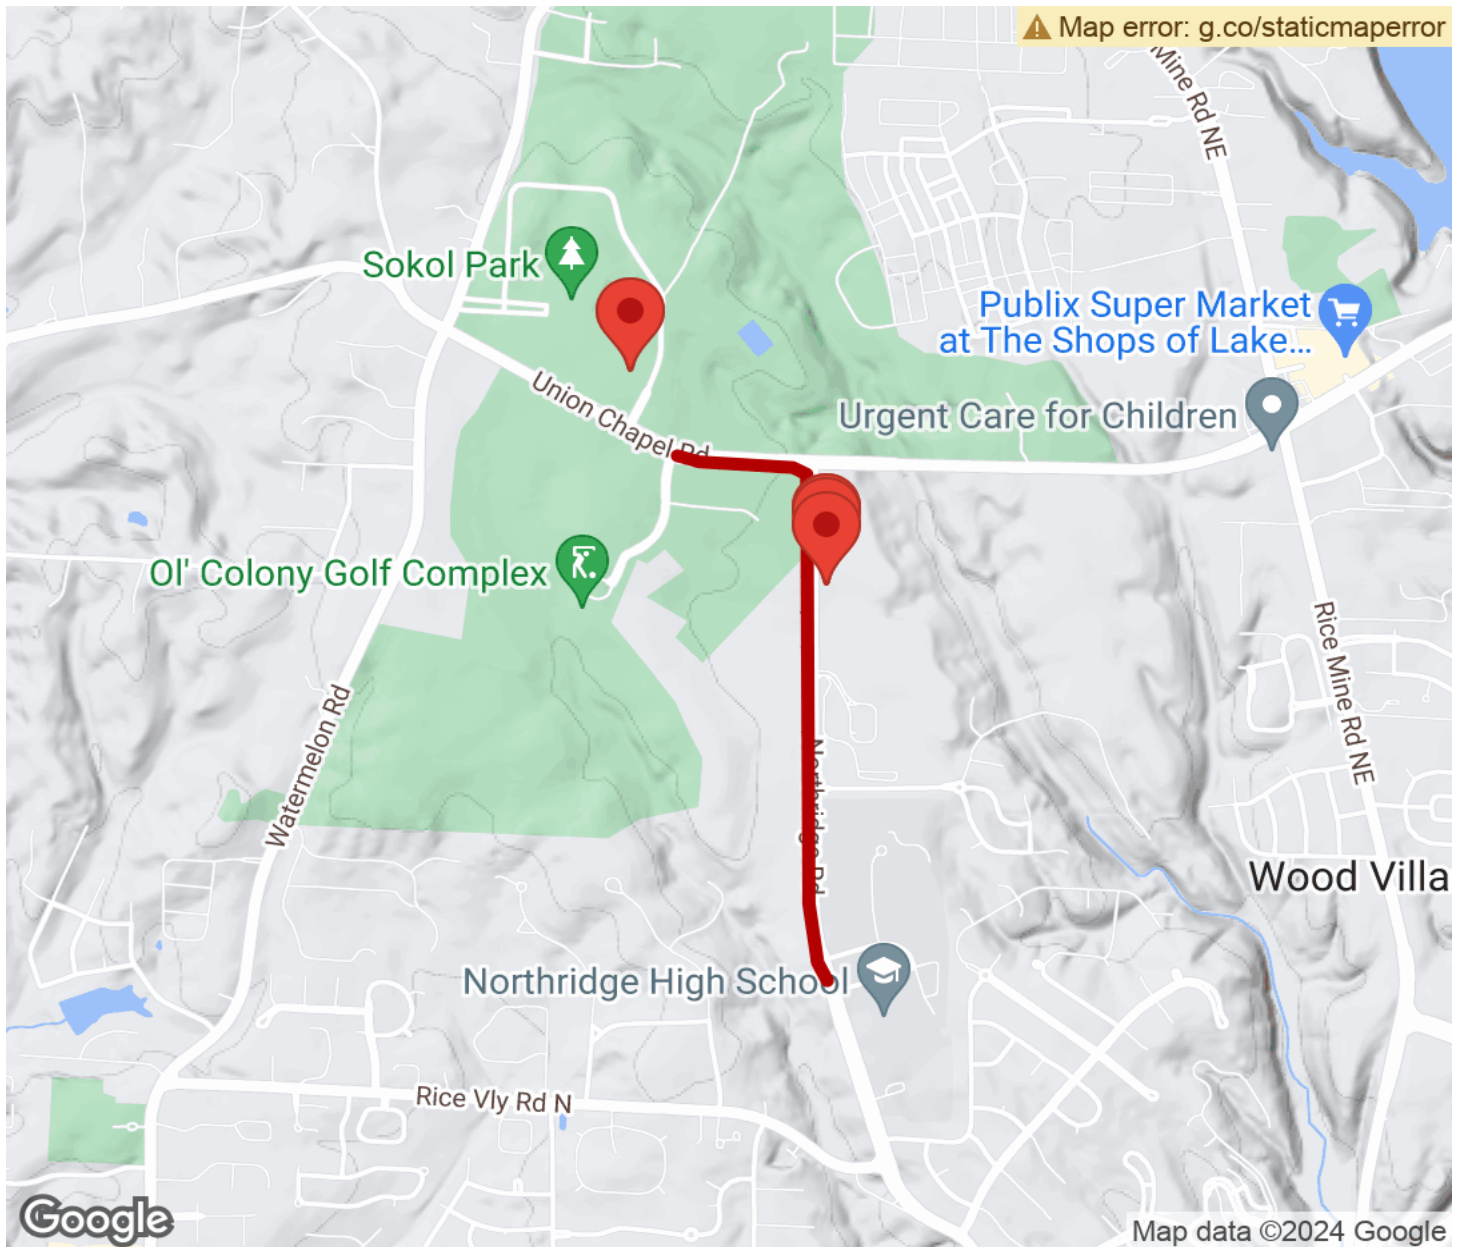 Map error: g.co/staticmaperror
Mine Rd NE
Sokol Park
Publix Super Market
at The Shops of Lake...
Union Chapel Rd
Urgent Care for Children
Ol' Colony Golf Complex
Rice Mine Rd NE
Watermelon Rd
Northridge Rd
Wood Villa
Northridge High School
Rice Vly Rd N
Google
Map data ©2024 Google